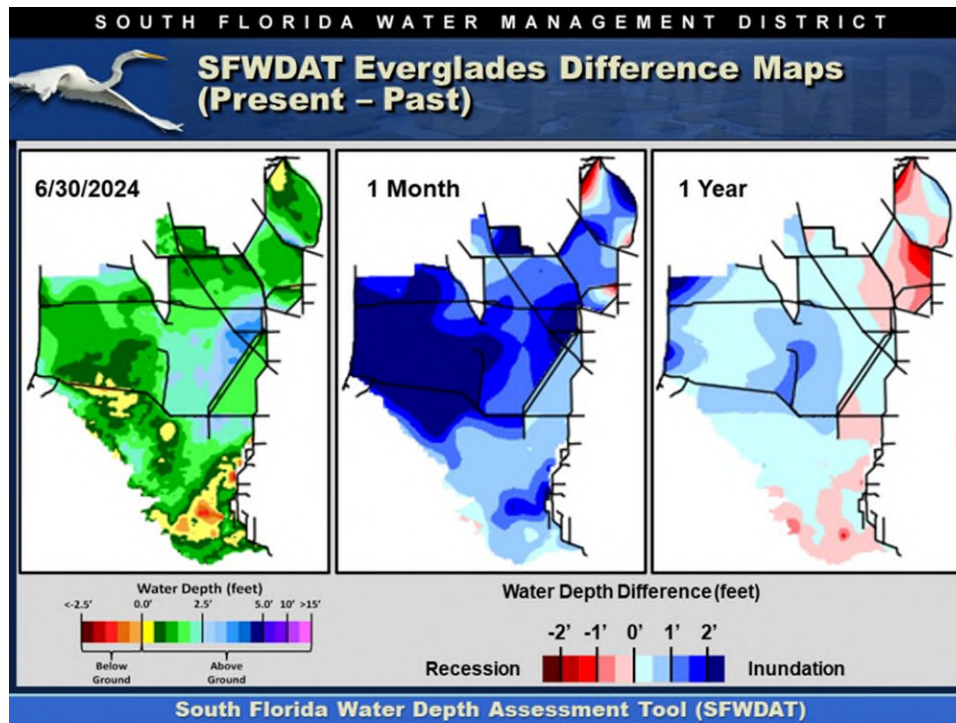 SOUTH FLORIDA WATER MANAGEMENT DISTRICT
SFWDAT Everglades Difference Maps
(Present – Past)
6/30/2024
1 Month
1 Year
Water Depth (feet)
<-2.5' 0.0' 2.5' 5.0' 10' >15'
Below
Ground
Above
Ground
Water Depth Difference (feet)
-2' -1' 0' 1' 2'
Recession
Inundation
South Florida Water Depth Assessment Tool (SFWDAT)